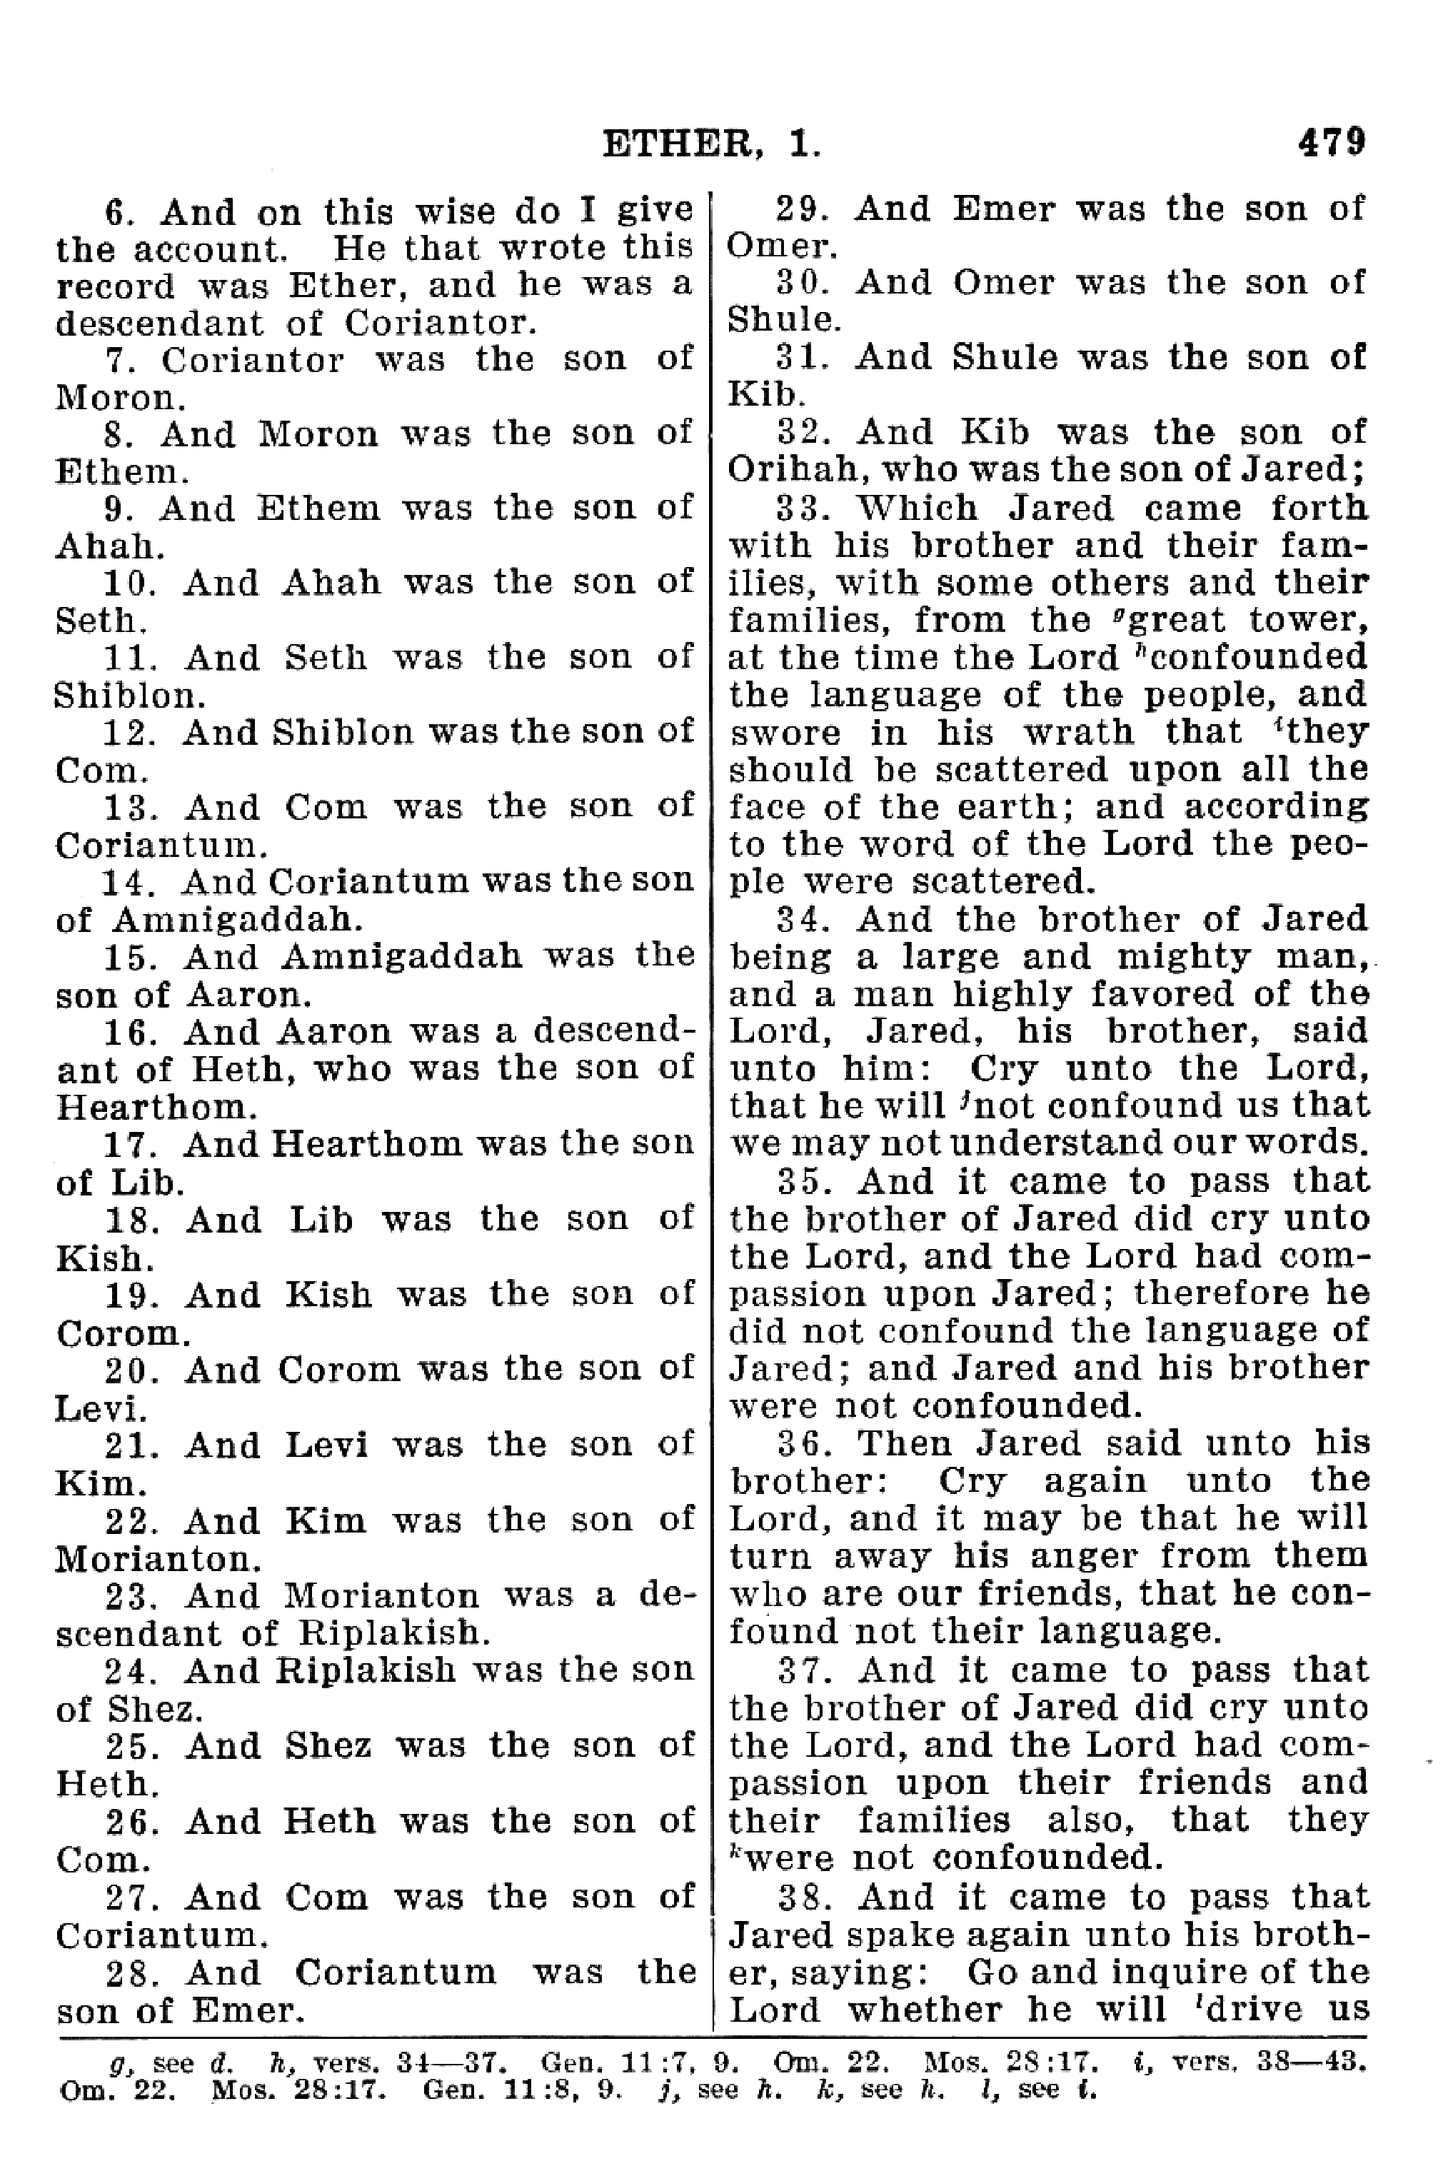 ETHER, 1. 479
6. And on this wise do I give
the account. He that wrote this
record was Ether, and he was a
descendant of Coriantor.
7. Coriantor was the son of
Moron.
8. And Moron was the son of
Ethem.
9. And Ethem was the son of
Ahah.
10. And Ahah was the son of
Seth.
11. And Seth was the son of
Shiblon.
12. And Shiblon was the son of
Com.
13. And Com was the son of
Coriantum.
14. And Coriantum was the son
of Amnigaddah.
15. And Amnigaddah was the
son of Aaron.
16. And Aaron was a descend-
ant of Heth, who was the son of
Hearthom.
17. And Hearthom was the son
of Lib.
18. And Lib was the son of
Kish.
19. And Kish was the son of
Corom.
20. And Corom was the son of
Levi.
21. And Levi was the son of
Kim.
22. And Kim was the son of
Morianton.
23. And Morianton was a de-
scendant of Riplakish.
24. And Riplakish was the son
of Shez.
25. And Shez was the son of
Heth.
26. And Heth was the son of
Com.
27. And Com was the son of
Coriantum.
28. And Coriantum was the
son of Emer.
29. And Emer was the son of
Omer.
30. And Omer was the son of
Shule.
31. And Shule was the son of
Kib.
32. And Kib was the son of
Orihah, who was the son of Jared;
33. Which Jared came forth
with his brother and their fam-
ilies, with some others and their
families, from the ᵍgreat tower,
at the time the Lord ʰconfounded
the language of the people, and
swore in his wrath that ⁱthey
should be scattered upon all the
face of the earth; and according
to the word of the Lord the peo-
ple were scattered.
34. And the brother of Jared
being a large and mighty man,
and a man highly favored of the
Lord, Jared, his brother, said
unto him: Cry unto the Lord,
that he will ʲnot confound us that
we may not understand our words.
35. And it came to pass that
the brother of Jared did cry unto
the Lord, and the Lord had com-
passion upon Jared; therefore he
did not confound the language of
Jared; and Jared and his brother
were not confounded.
36. Then Jared said unto his
brother: Cry again unto the
Lord, and it may be that he will
turn away his anger from them
who are our friends, that he con-
found not their language.
37. And it came to pass that
the brother of Jared did cry unto
the Lord, and the Lord had com-
passion upon their friends and
their families also, that they
ᵏwere not confounded.
38. And it came to pass that
Jared spake again unto his broth-
er, saying: Go and inquire of the
Lord whether he will ˡdrive us
g, see d. h, vers. 34—37. Gen. 11:7, 9. Om. 22. Mos. 28:17. i, vers. 38—43.
Om. 22. Mos. 28:17. Gen. 11:8, 9. j, see h. k, see h. l, see i.